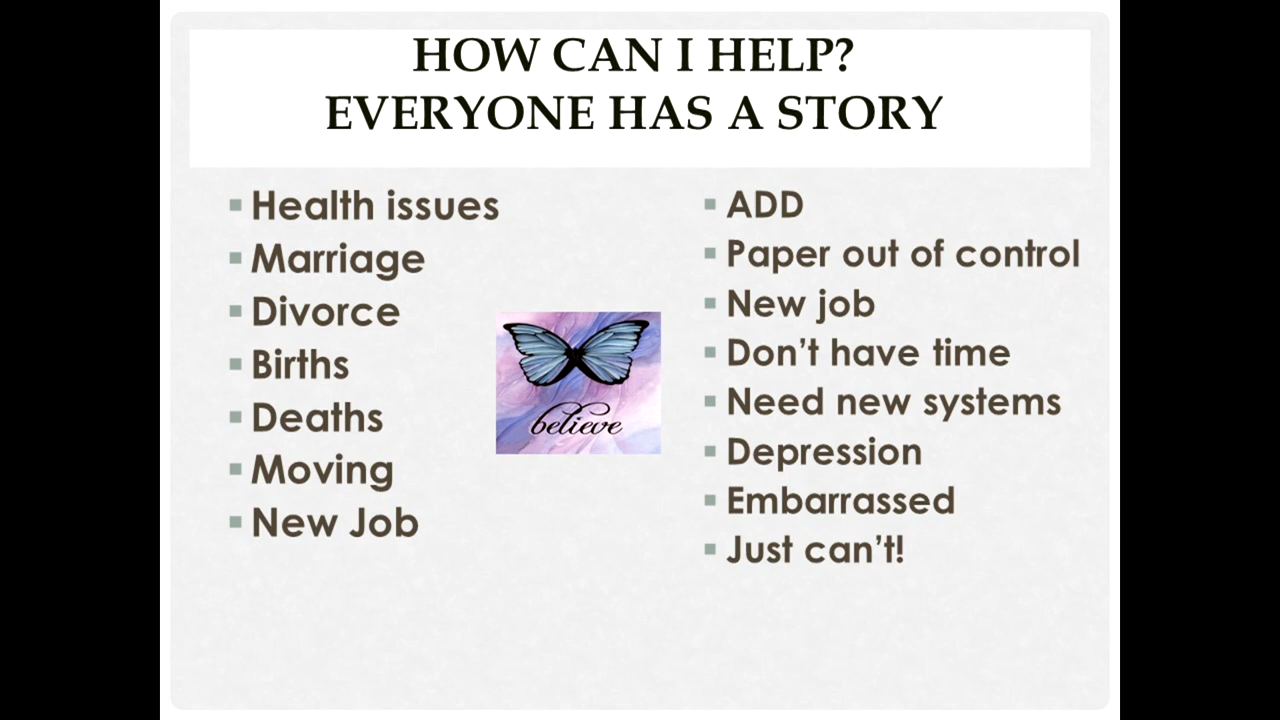 HOW CAN I HELP?
EVERYONE HAS A STORY
Health issues
Marriage
Divorce
Births
Deaths
Moving
New Job
believe
ADD
Paper out of control
New job
Don’t have time
Need new systems
Depression
Embarrassed
Just can’t!